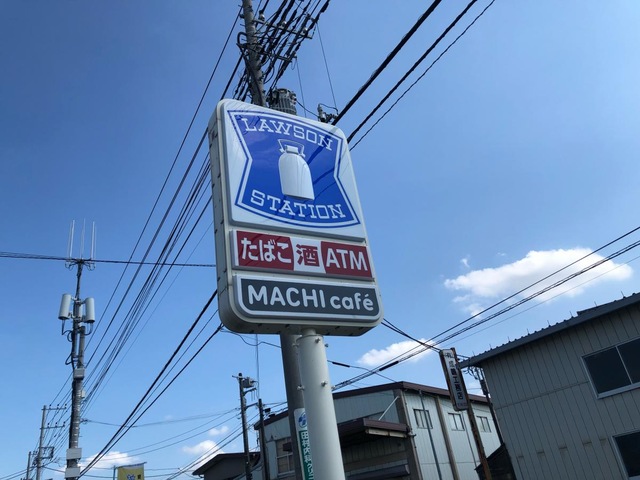 LAWSON
STATION
たばこ 酒 ATM
MACHI café